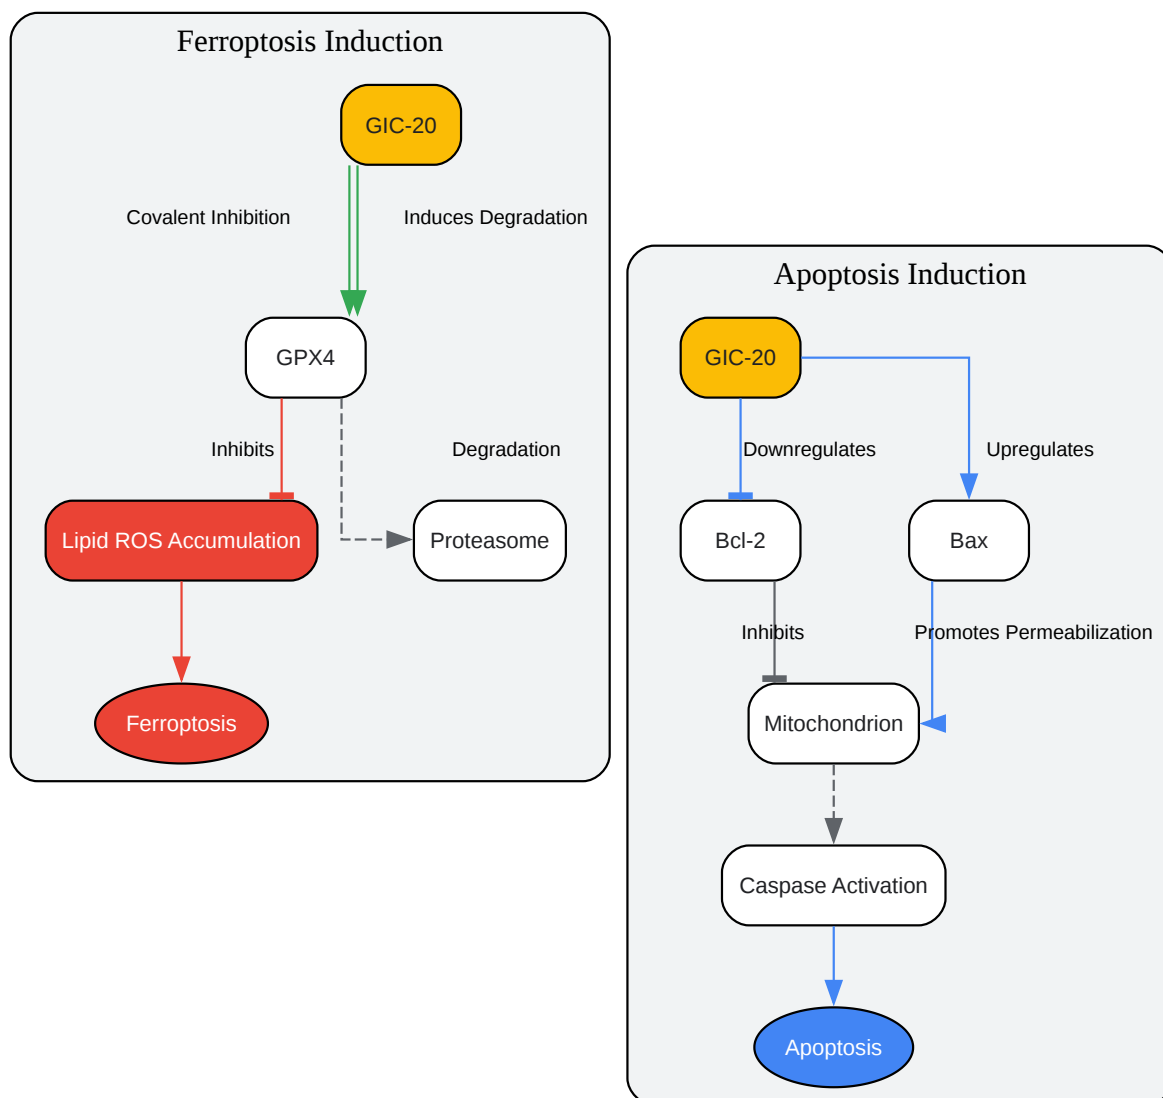 Ferroptosis Induction
GIC-20
Covalent Inhibition
Induces Degradation
GPX4
Inhibits
Degradation
Lipid ROS Accumulation
Proteasome
Ferroptosis
Apoptosis Induction
GIC-20
Downregulates
Upregulates
Bcl-2
Bax
Inhibits
Promotes Permeabilization
Mitochondrion
Caspase Activation
Apoptosis